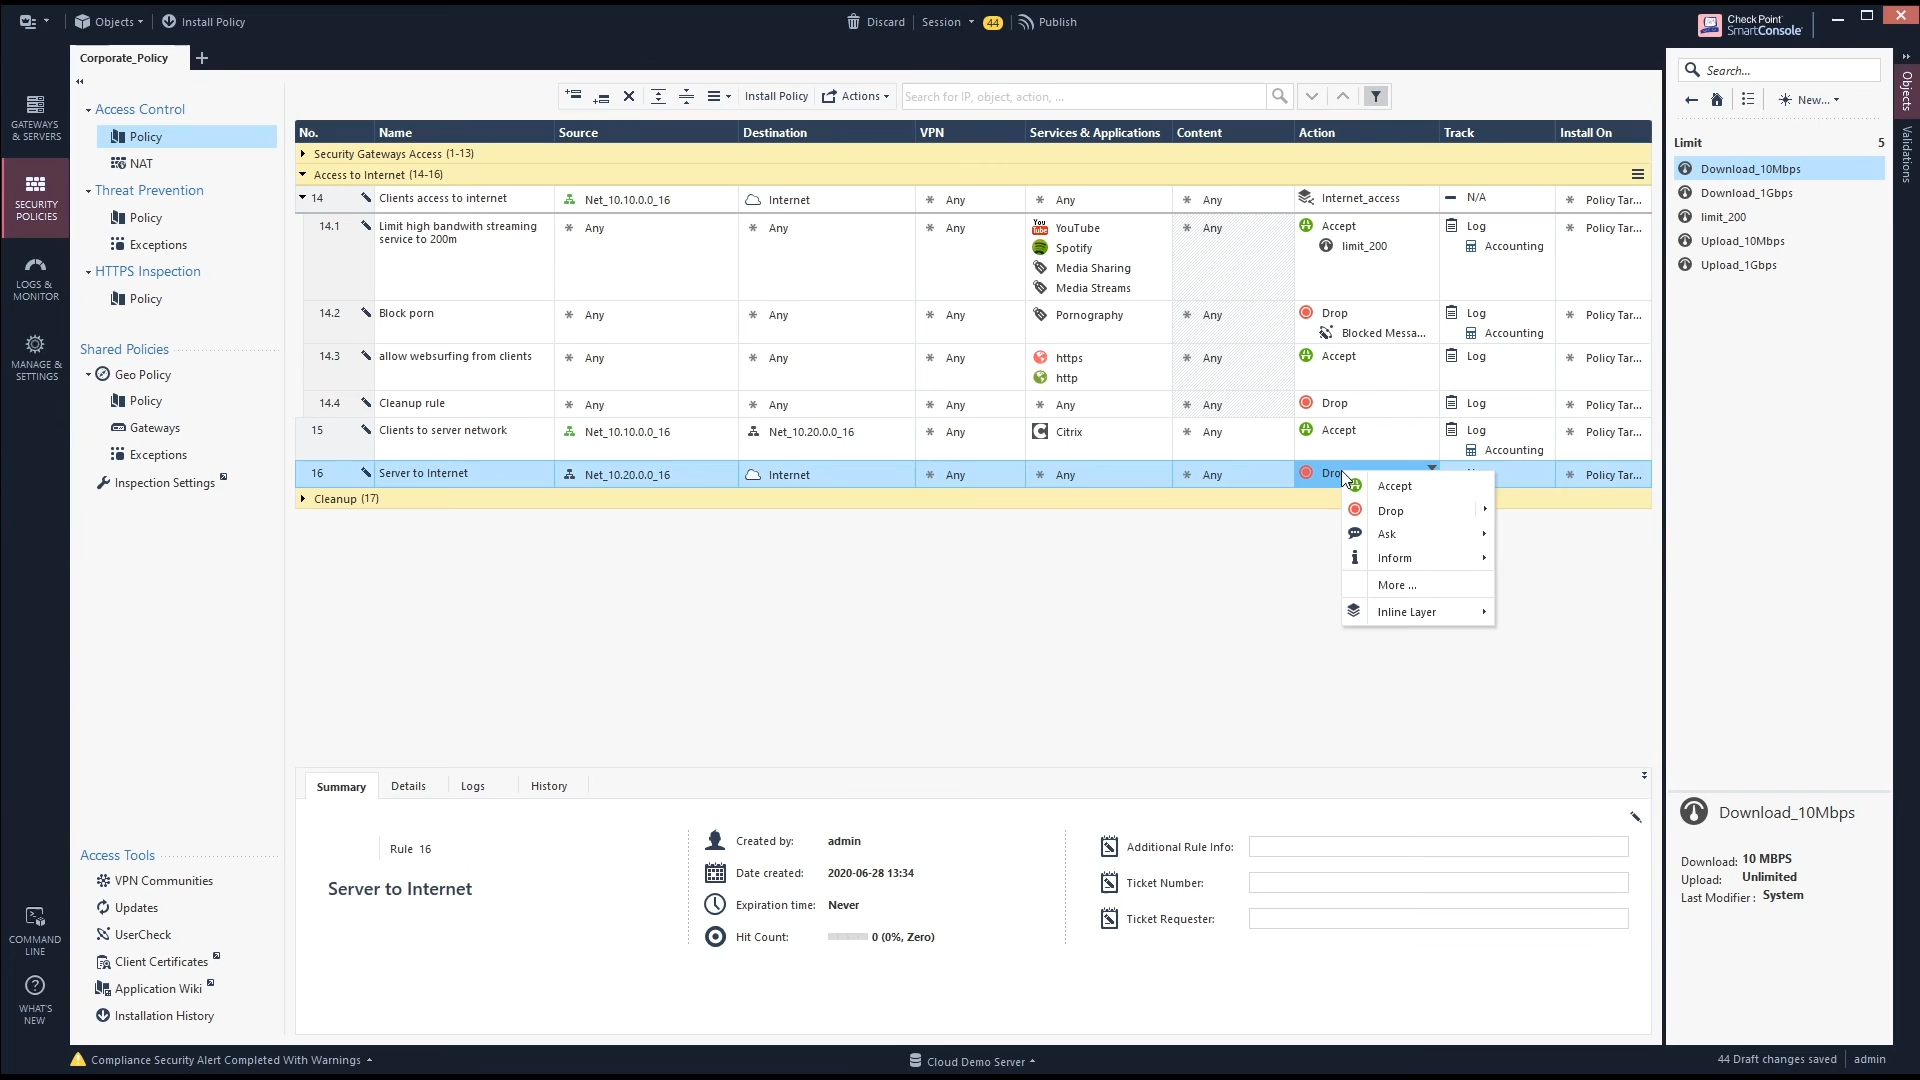 Objects
Install Policy
Discard
Session
44
Publish
Check Point
SmartConsole
Corporate_Policy
GATEWAYS
& SERVERS
SECURITY
POLICIES
LOGS &
MONITOR
MANAGE &
SETTINGS
COMMAND
LINE
WHAT'S
NEW
Access Control
Policy
NAT
Threat Prevention
Policy
Exceptions
HTTPS Inspection
Policy
Shared Policies
Geo Policy
Policy
Gateways
Exceptions
Inspection Settings
Access Tools
VPN Communities
Updates
UserCheck
Client Certificates
Application Wiki
Installation History
Install Policy
Actions
Search for IP, object, action, ...
No. Name Source Destination VPN Services & Applications Content Action Track Install On
Security Gateways Access (1-13)
Access to Internet (14-16)
14 Clients access to internet Net_10.10.0.0_16 Internet Any Any Any Internet_access N/A Policy Tar...
14.1 Limit high bandwith streaming Any Any Any YouTube Any Accept Log Policy Tar...
service to 200m Spotify limit_200 Accounting
Media Sharing
Media Streams
14.2 Block porn Any Any Any Pornography Any Drop Log Policy Tar...
Blocked Messa... Accounting
14.3 allow websurfing from clients Any Any Any https Any Accept Log Policy Tar...
http
14.4 Cleanup rule Any Any Any Any Any Drop Log Policy Tar...
15 Clients to server network Net_10.10.0.0_16 Net_10.20.0.0_16 Any Citrix Any Accept Log Policy Tar...
Accounting
16 Server to Internet Net_10.20.0.0_16 Internet Any Any Any Policy Tar...
Cleanup (17)
Accept
Drop
Ask
Inform
More ...
Inline Layer
Summary Details Logs History
Rule 16
Server to Internet
Created by: admin
Date created: 2020-06-28 13:34
Expiration time: Never
Hit Count: 0 (0%, Zero)
Additional Rule Info:
Ticket Number:
Ticket Requester:
Search...
New...
Limit 5
Download_10Mbps
Download_1Gbps
limit_200
Upload_10Mbps
Upload_1Gbps
Download_10Mbps
Download: 10 MBPS
Upload: Unlimited
Last Modifier : System
Objects
Validations
Compliance Security Alert Completed With Warnings
Cloud Demo Server
44 Draft changes saved
admin